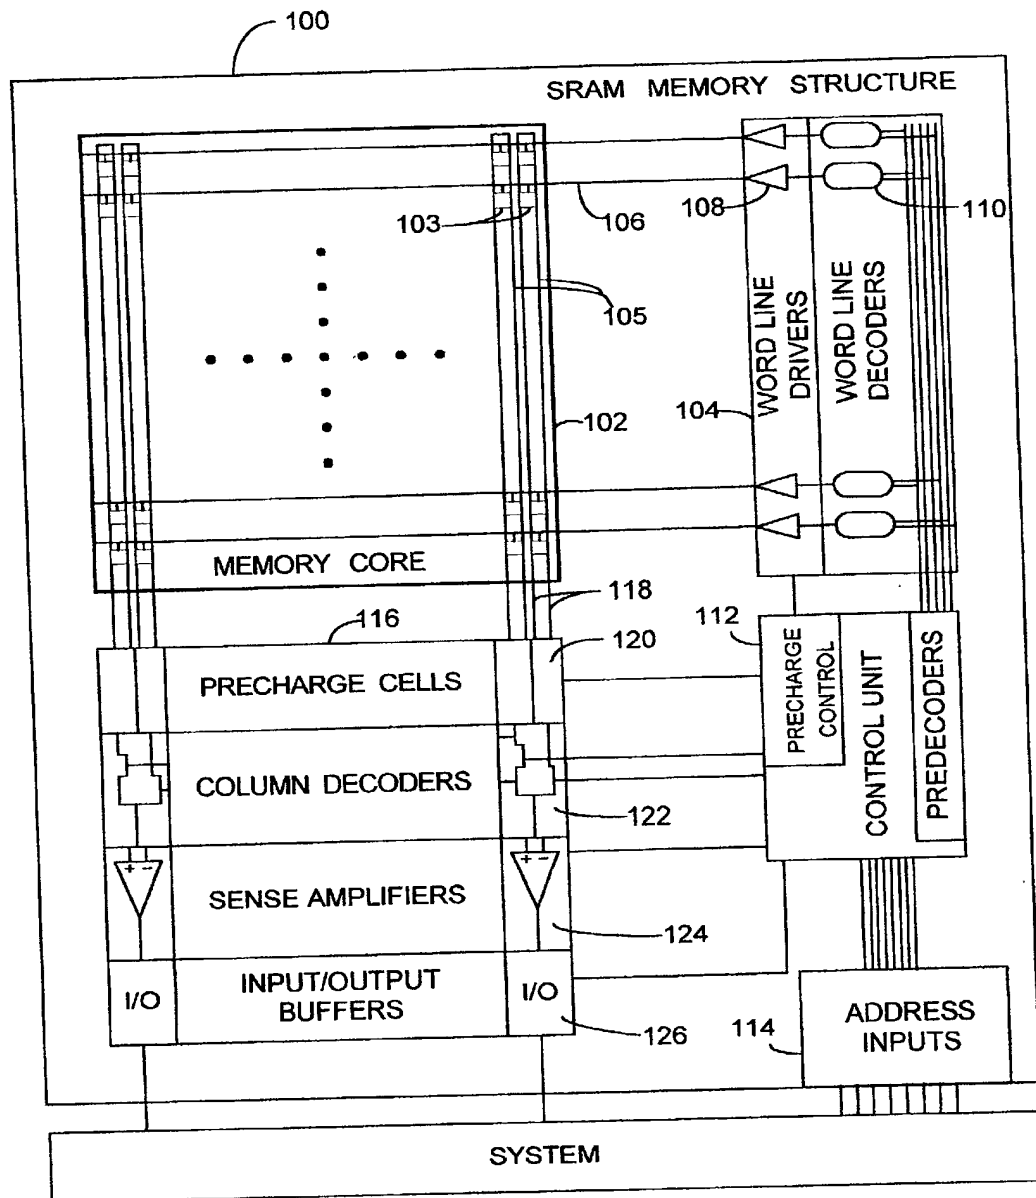 100
SRAM MEMORY STRUCTURE
108
110
103
106
105
WORD LINE
DRIVERS
WORD LINE
DECODERS
104
102
MEMORY CORE
118
116
112
120
PRECHARGE CELLS
PRECHARGE
CONTROL
CONTROL UNIT
PREDECODERS
COLUMN DECODERS
122
+ -
+ -
SENSE AMPLIFIERS
124
I/O
INPUT/OUTPUT
BUFFERS
I/O
126
114
ADDRESS
INPUTS
SYSTEM